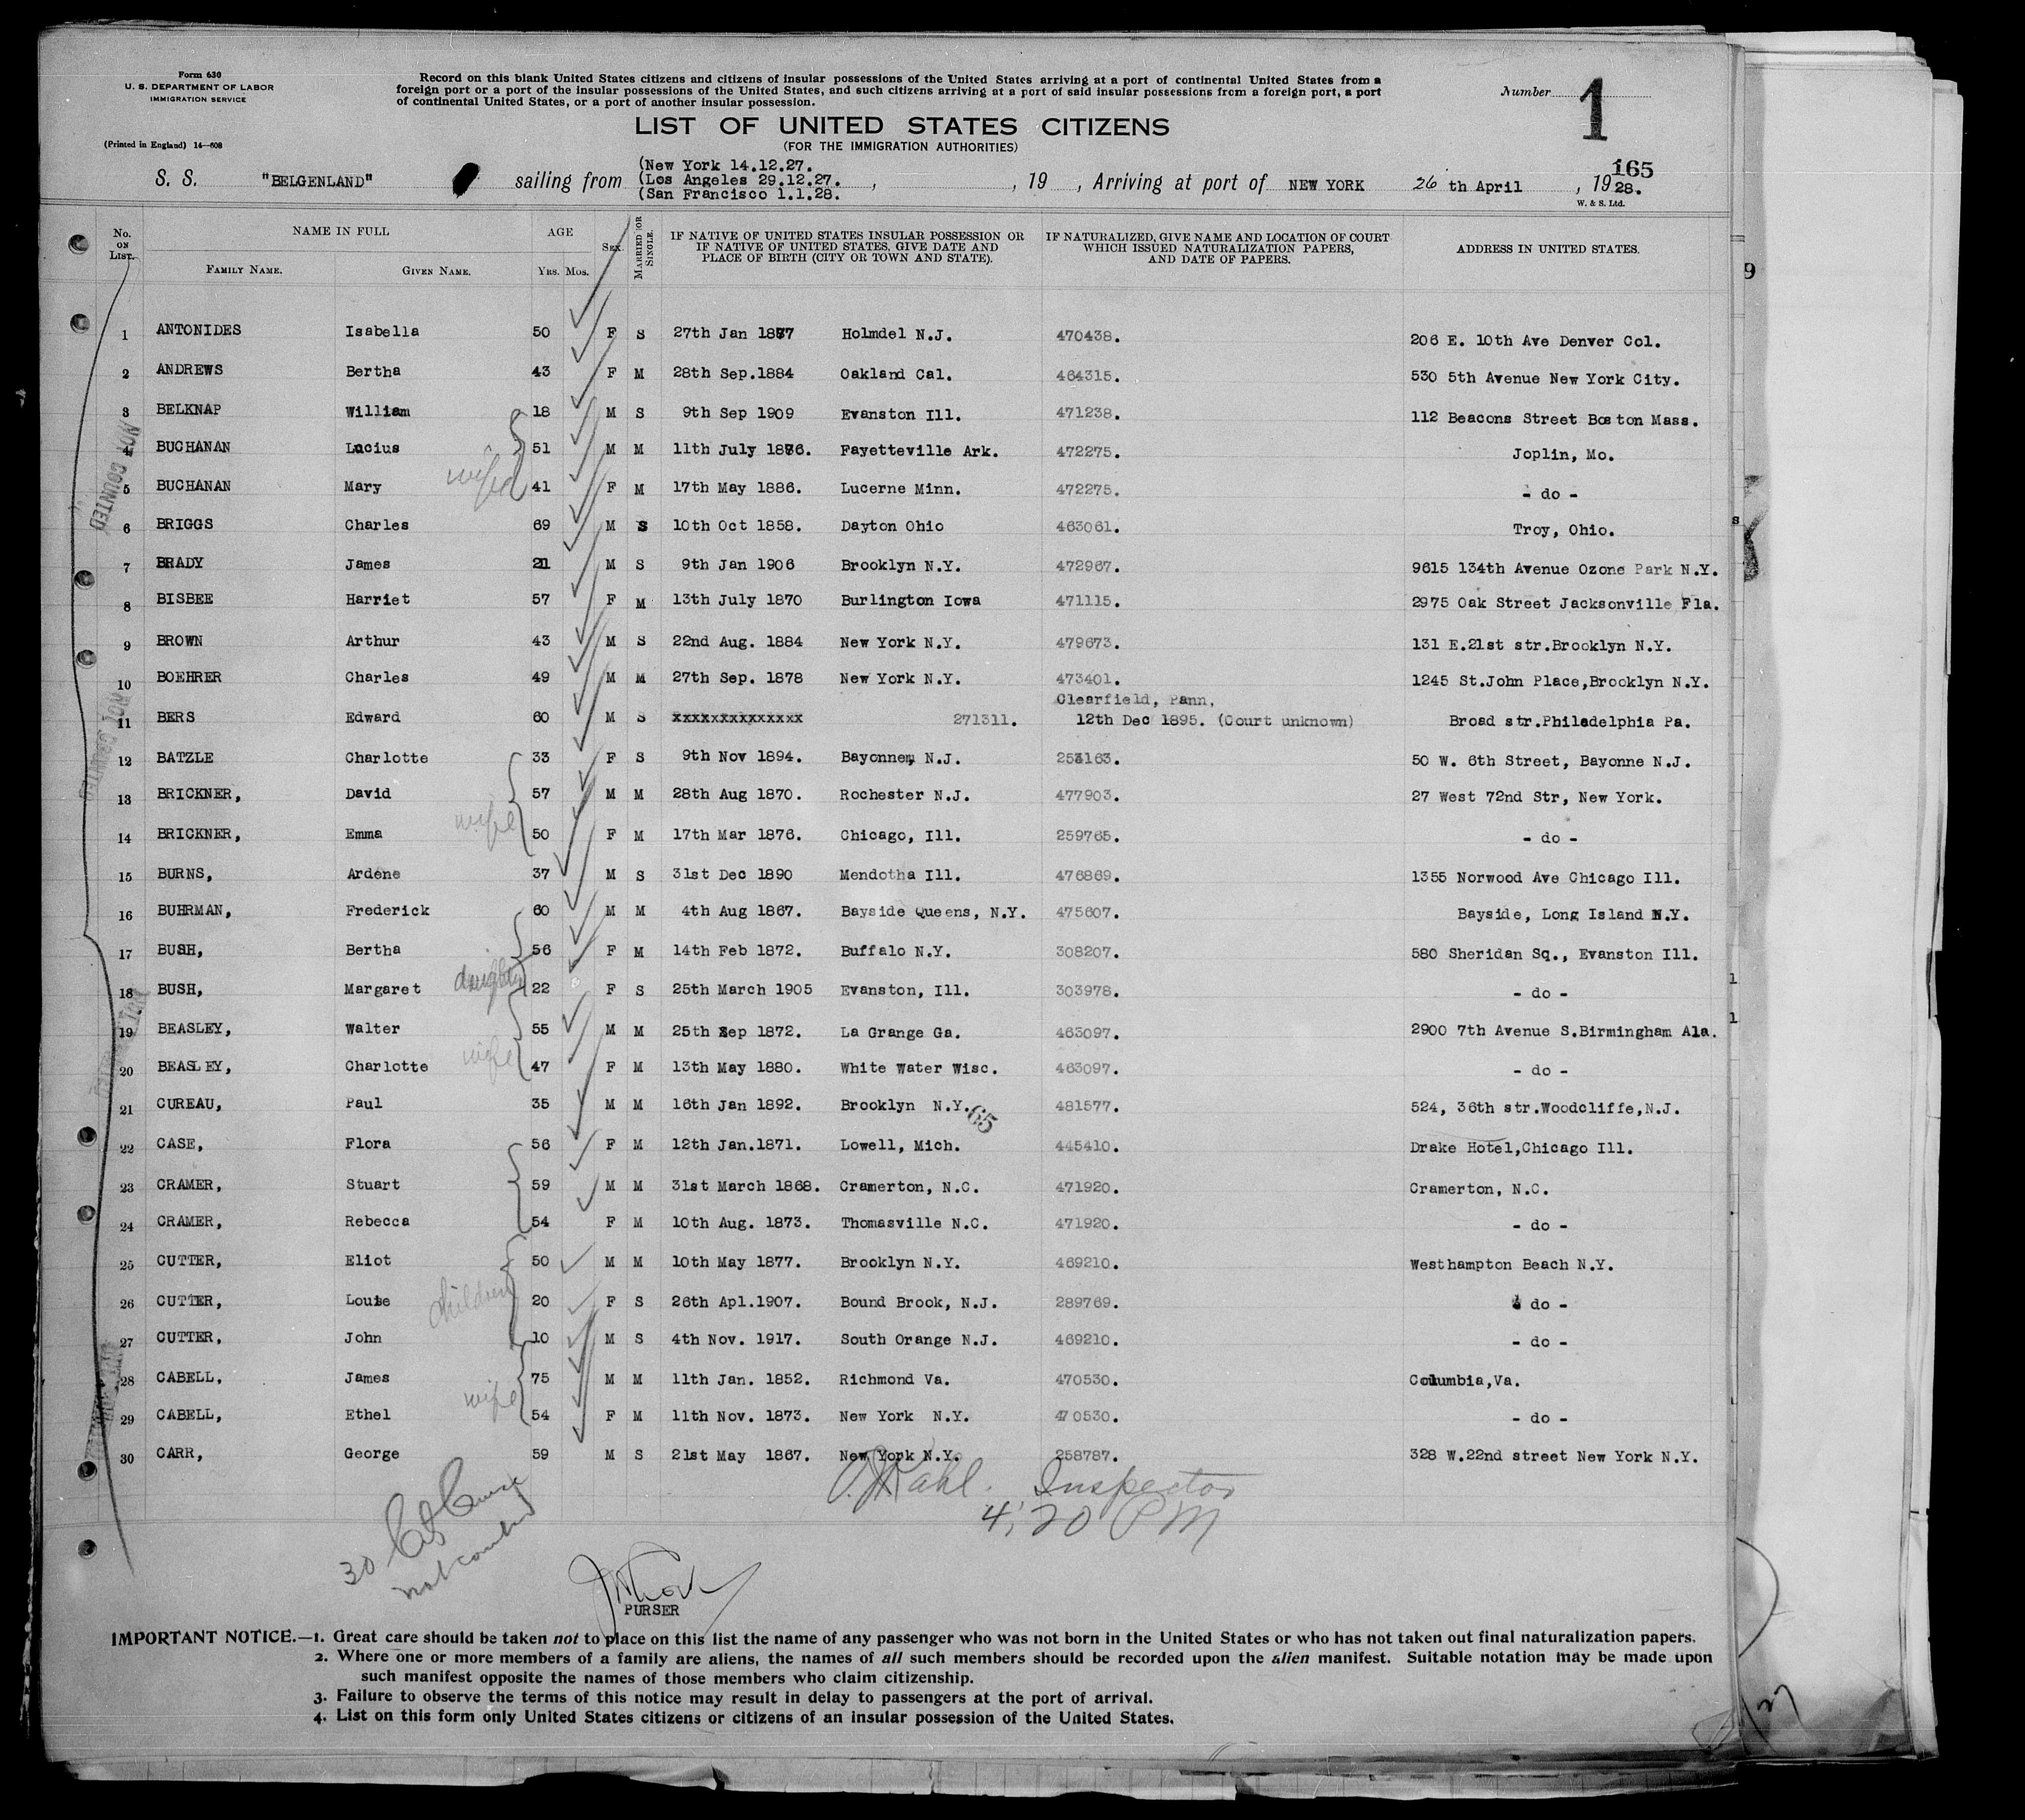 Form 630
U. S. DEPARTMENT OF LABOR
IMMIGRATION SERVICE
(Printed in England) 14—608
Record on this blank United States citizens and citizens of insular possessions of the United States arriving at a port of continental United States from a
foreign port or a port of the insular possessions of the United States, and such citizens arriving at a port of said insular possessions from a foreign port, a port
of continental United States, or a port of another insular possession.
Number 1
LIST OF UNITED STATES CITIZENS
(FOR THE IMMIGRATION AUTHORITIES)
165
S. S. "BELGENLAND" sailing from (New York 14.12.27. (Los Angeles 29.12.27. (San Francisco 1.1.28. , , 19 , Arriving at port of NEW YORK 26 th April , 19 28.
W. & S. Ltd.
No. ON LIST. NAME IN FULL AGE SEX. MARRIED OR SINGLE. IF NATIVE OF UNITED STATES INSULAR POSSESSION OR IF NATIVE OF UNITED STATES, GIVE DATE AND PLACE OF BIRTH (CITY OR TOWN AND STATE). IF NATURALIZED, GIVE NAME AND LOCATION OF COURT WHICH ISSUED NATURALIZATION PAPERS, AND DATE OF PAPERS. ADDRESS IN UNITED STATES.
FAMILY NAME. GIVEN NAME. YRS. MOS.
1 ANTONIDES Isabella 50 F S 27th Jan 1877 Holmdel N.J. 470438. 206 E. 10th Ave Denver Col.
2 ANDREWS Bertha 43 F M 28th Sep.1884 Oakland Cal. 464315. 530 5th Avenue New York City.
3 BELKNAP William 18 M S 9th Sep 1909 Evanston Ill. 471238. 112 Beacons Street Boston Mass.
4 BUCHANAN Lucius 51 M M 11th July 1876. Fayetteville Ark. 472275. Joplin, Mo.
5 BUCHANAN Mary wife 41 F M 17th May 1886. Lucerne Minn. 472275. - do -
6 BRIGGS Charles 69 M S 10th Oct 1858. Dayton Ohio 463061. Troy, Ohio.
7 BRADY James 21 M S 9th Jan 1906 Brooklyn N.Y. 472967. 9615 134th Avenue Ozone Park N.Y.
8 BISBEE Harriet 57 F M 13th July 1870 Burlington Iowa 471115. 2975 Oak Street Jacksonville Fla.
9 BROWN Arthur 43 M S 22nd Aug. 1884 New York N.Y. 479673. 131 E.21st str.Brooklyn N.Y.
10 BOEHRER Charles 49 M M 27th Sep. 1878 New York N.Y. 473401. 1245 St.John Place,Brooklyn N.Y.
Clearfield, Pann,
11 BERS Edward 60 M S xxxxxxxxxxxxxxx 271311. 12th Dec 1895. (Court unknown) Broad str.Philadelphia Pa.
12 BATZLE Charlotte 33 F S 9th Nov 1894. Bayonne, N.J. 253163. 50 W. 6th Street, Bayonne N.J.
13 BRICKNER, David 57 M M 28th Aug 1870. Rochester N.J. 477903. 27 West 72nd Str, New York.
14 BRICKNER, Emma wife 50 F M 17th Mar 1876. Chicago, Ill. 259765. - do -
15 BURNS, Ardene 37 M S 31st Dec 1890 Mendotha Ill. 476869. 1355 Norwood Ave Chicago Ill.
16 BUHRMAN, Frederick 60 M M 4th Aug 1867. Bayside Queens, N.Y. 475607. Bayside, Long Island N.Y.
17 BUSH, Bertha 56 F M 14th Feb 1872. Buffalo N.Y. 308207. 580 Sheridan Sq., Evanston Ill.
18 BUSH, Margaret daughter 22 F S 25th March 1905 Evanston, Ill. 303978. - do -
19 BEASLEY, Walter 55 M M 25th Sep 1872. La Grange Ga. 463097. 2900 7th Avenue S.Birmingham Ala.
20 BEASLEY, Charlotte wife 47 F M 13th May 1880. White Water Wisc. 463097. - do -
21 CUREAU, Paul 35 M M 16th Jan 1892. Brooklyn N.Y. 65 481577. 524, 36th str.Woodcliffe,N.J.
22 CASE, Flora 56 F M 12th Jan.1871. Lowell, Mich. 445410. Drake Hotel,Chicago Ill.
23 CRAMER, Stuart 59 M M 31st March 1868. Cramerton, N.C. 471920. Cramerton, N.C.
24 CRAMER, Rebecca 54 F M 10th Aug. 1873. Thomasville N.C. 471920. - do -
25 CUTTER, Eliot 50 M M 10th May 1877. Brooklyn N.Y. 469210. Westhampton Beach N.Y.
26 CUTTER, Louise children 20 F S 26th Apl.1907. Bound Brook, N.J. 289769. do -
27 CUTTER, John 10 M S 4th Nov. 1917. South Orange N.J. 469210. - do -
28 CABELL, James 75 M M 11th Jan. 1852. Richmond Va. 470530. Columbia,Va.
29 CABELL, Ethel wife 54 F M 11th Nov. 1873. New York N.Y. 470530. - do -
30 CARR, George 59 M S 21st May 1867. New York N.Y. 258787. 328 W.22nd street New York N.Y.
NOT COUNTED
Kahl. Inspector
4:20 PM
30
not counted
PURSER
IMPORTANT NOTICE.—1. Great care should be taken not to place on this list the name of any passenger who was not born in the United States or who has not taken out final naturalization papers.
2. Where one or more members of a family are aliens, the names of all such members should be recorded upon the alien manifest. Suitable notation may be made upon
such manifest opposite the names of those members who claim citizenship.
3. Failure to observe the terms of this notice may result in delay to passengers at the port of arrival.
4. List on this form only United States citizens or citizens of an insular possession of the United States.